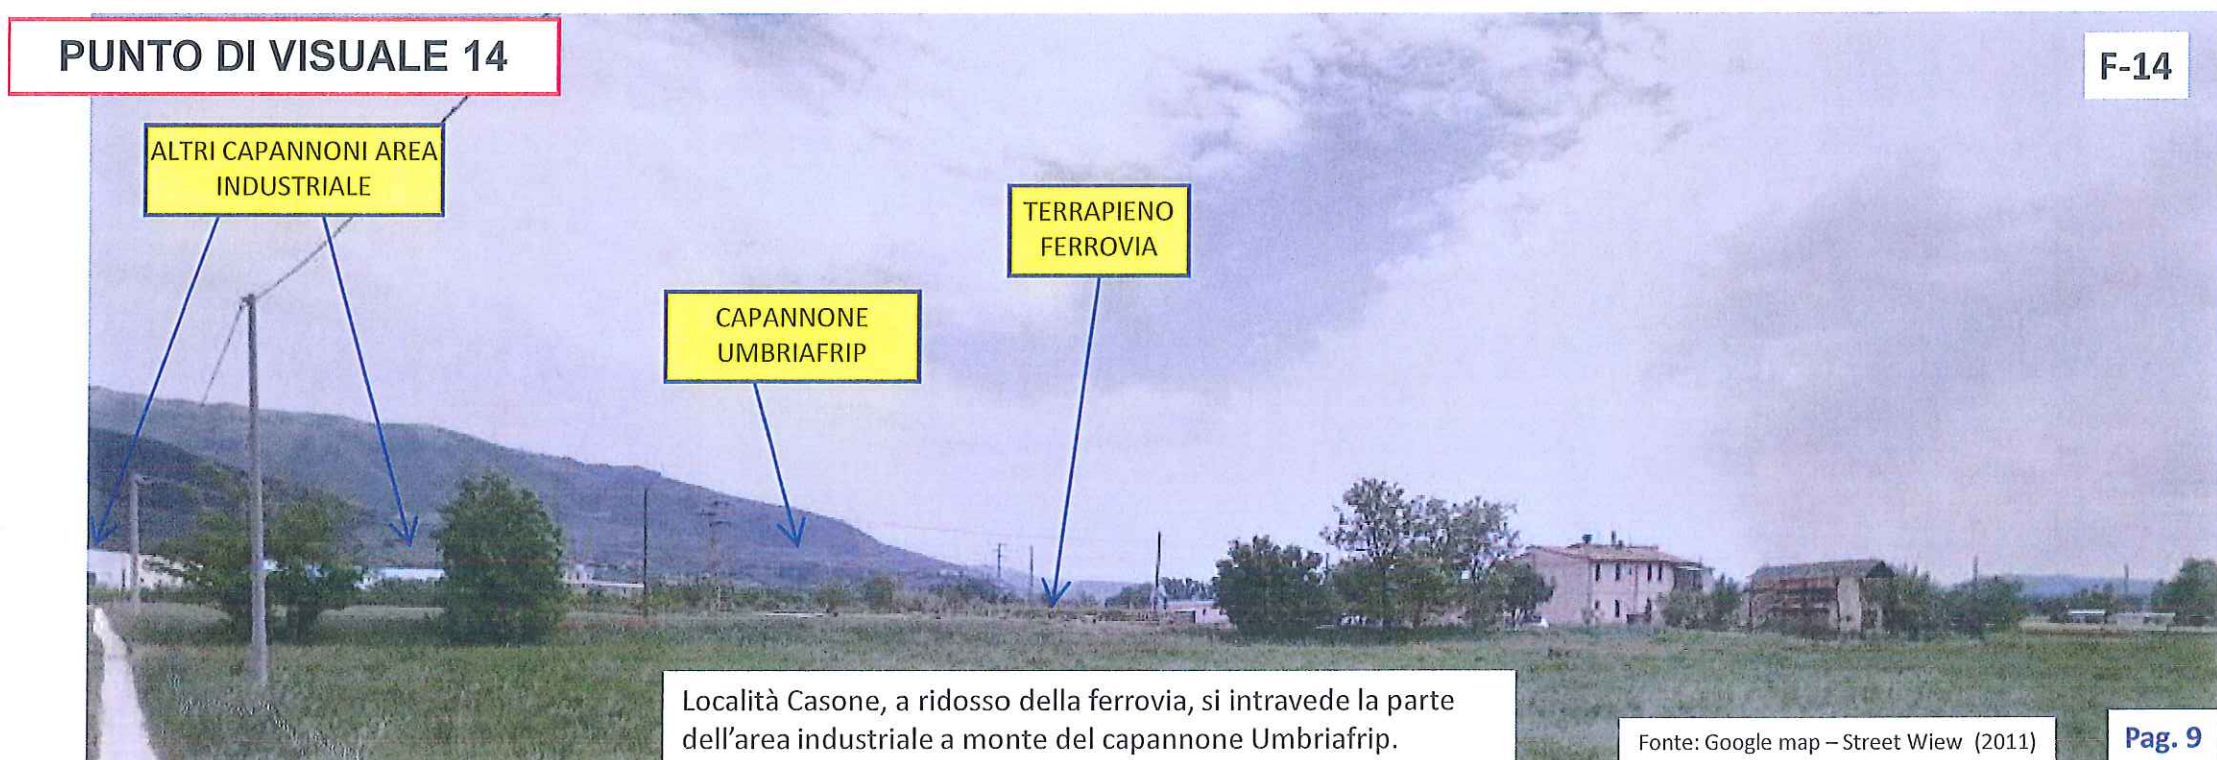 PUNTO DI VISUALE 14
F-14
ALTRI CAPANNONI AREA
INDUSTRIALE
TERRAPIENO
FERROVIA
CAPANNONE
UMBRIAFRIP
Località Casone, a ridosso della ferrovia, si intravede la parte
dell'area industriale a monte del capannone Umbriafrip.
Fonte: Google map – Street Wiew (2011)
Pag. 9